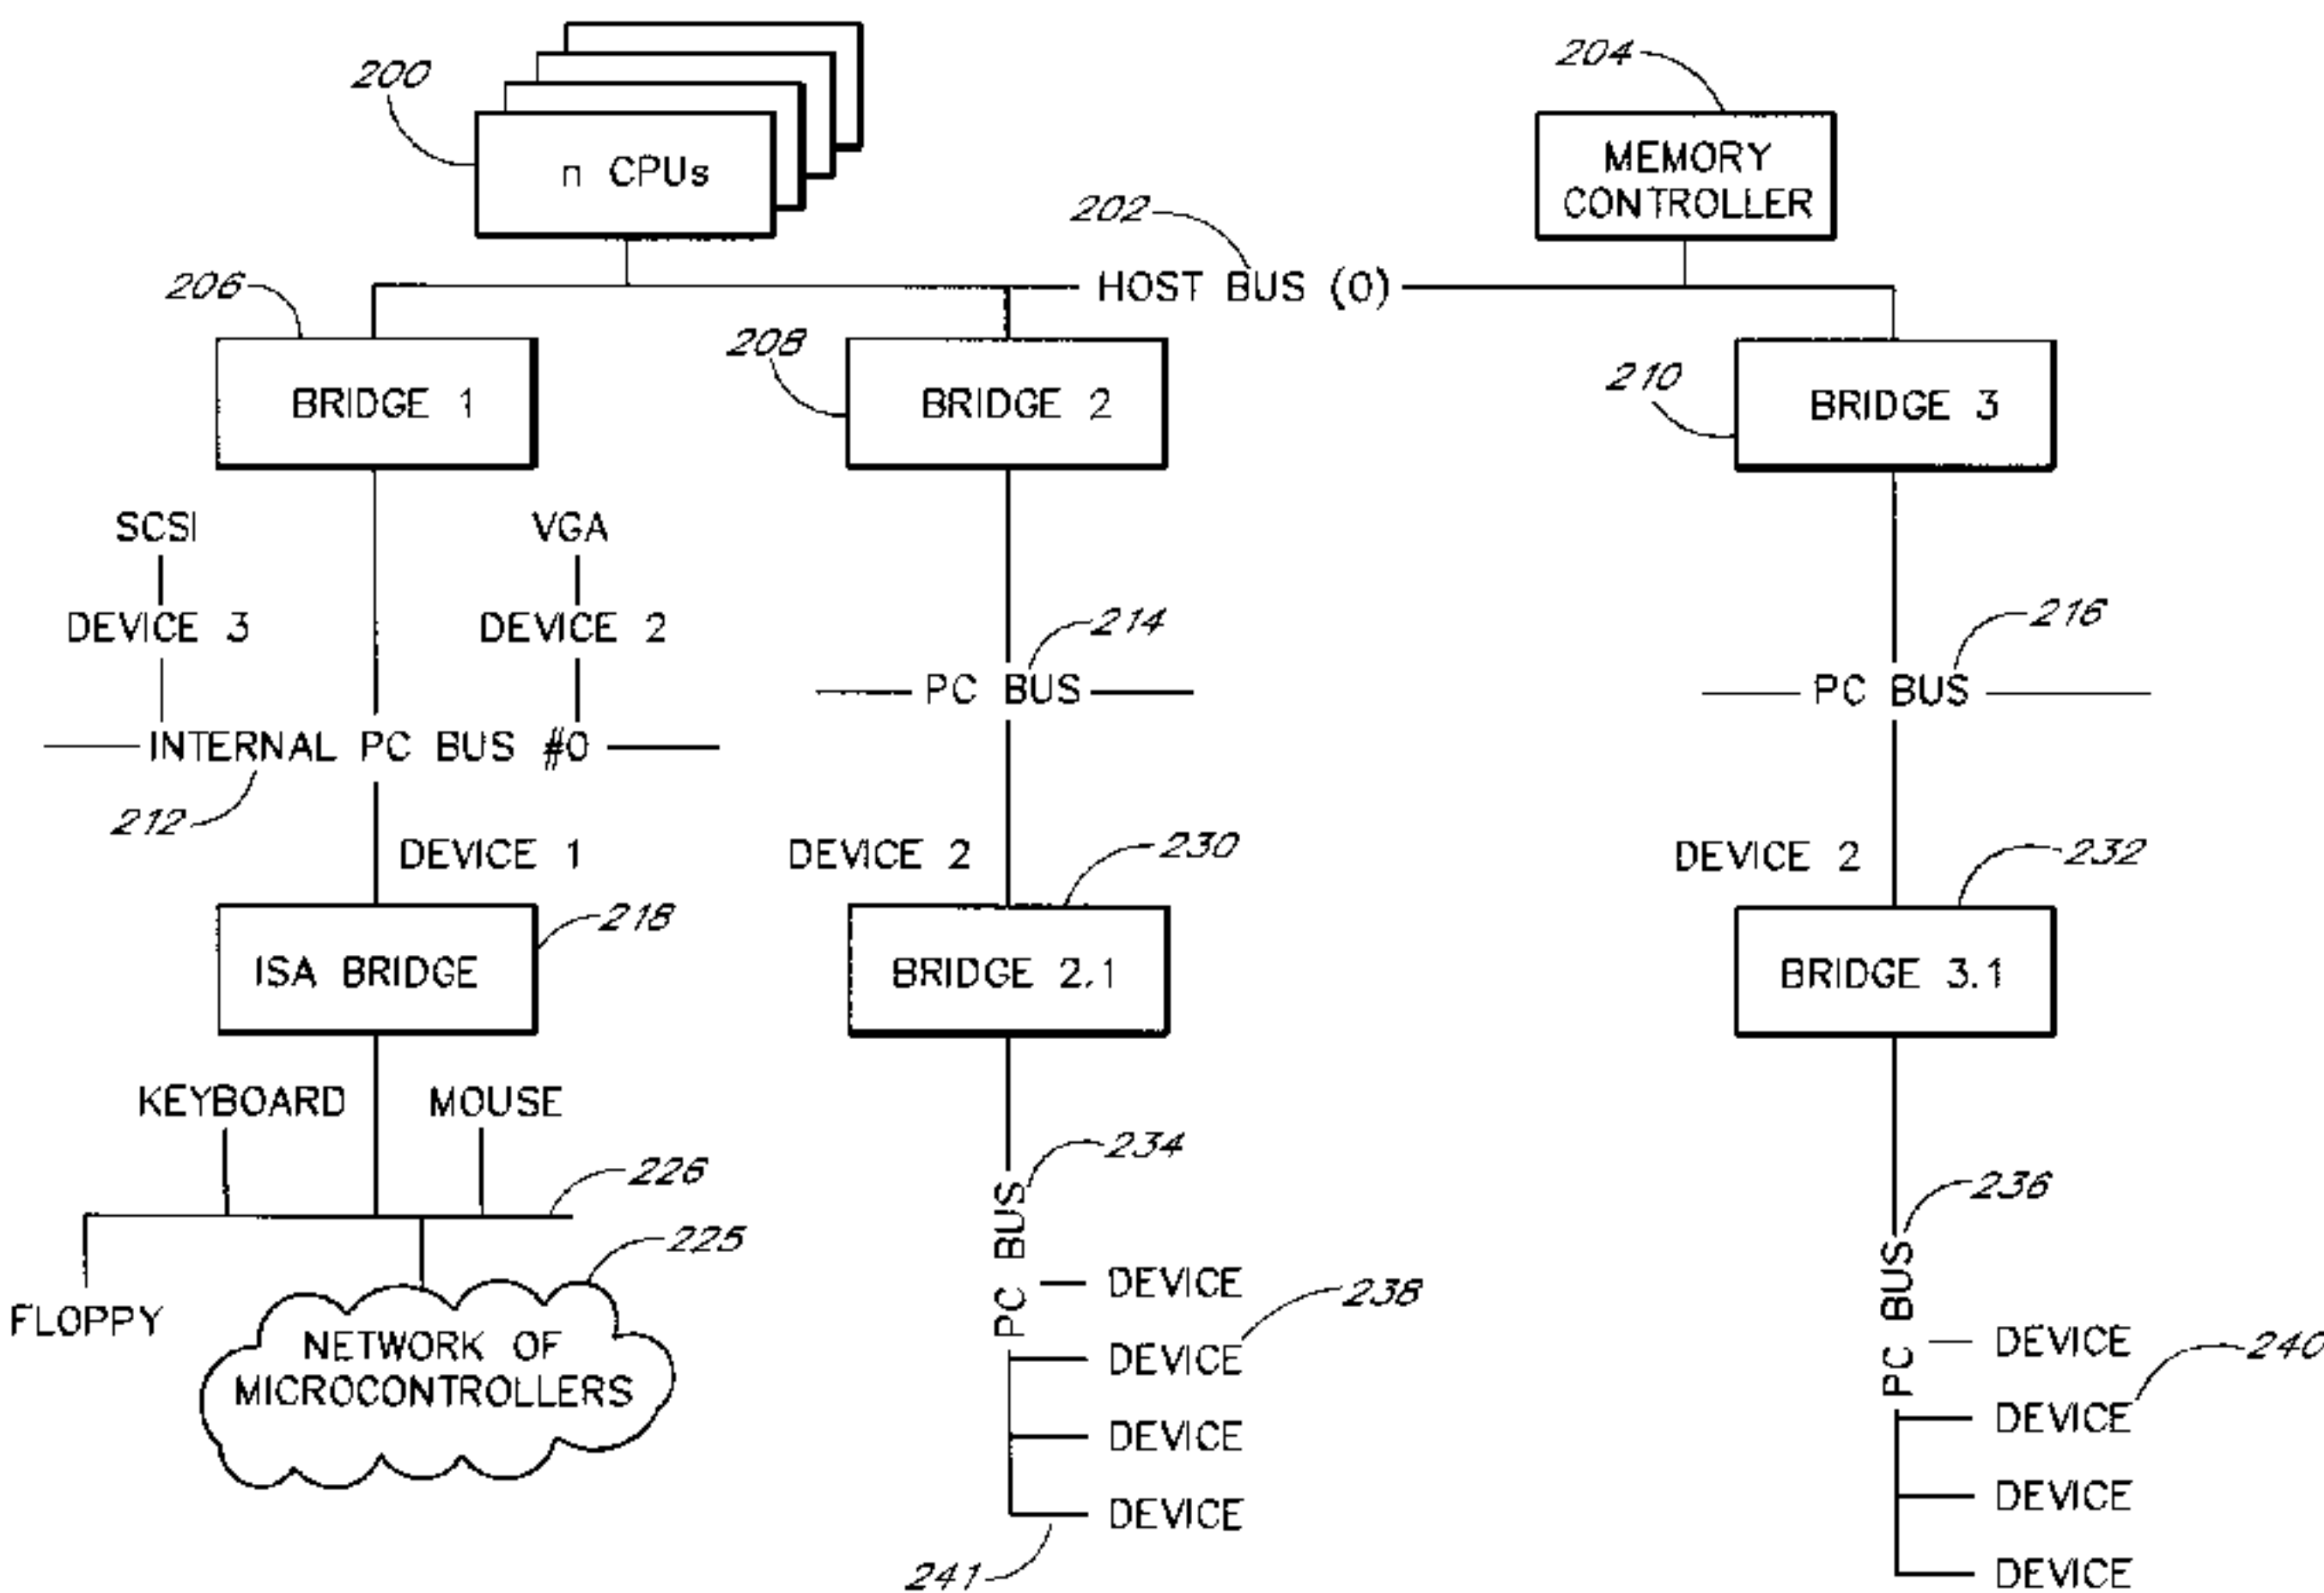 200
n CPUs
204
MEMORY
CONTROLLER
202
HOST BUS (0)
206
BRIDGE 1
208
BRIDGE 2
210
BRIDGE 3
SCSI
VGA
DEVICE 3
DEVICE 2
214
216
PC BUS
PC BUS
INTERNAL PC BUS #0
212
DEVICE 1
DEVICE 2
230
DEVICE 2
232
218
ISA BRIDGE
BRIDGE 2.1
BRIDGE 3.1
KEYBOARD
MOUSE
226
225
FLOPPY
NETWORK OF
MICROCONTROLLERS
234
PC BUS
DEVICE
238
DEVICE
DEVICE
DEVICE
241
236
PC BUS
DEVICE
240
DEVICE
DEVICE
DEVICE